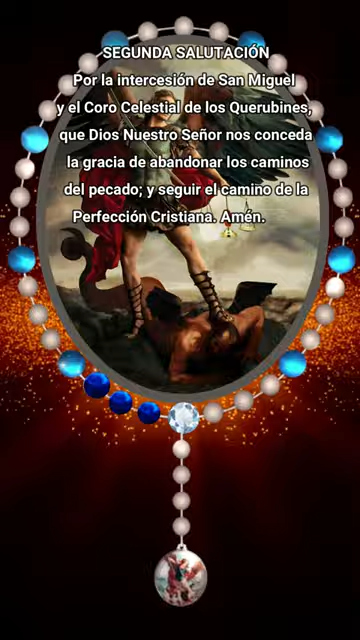 SEGUNDA SALUTACIÓN
Por la intercesión de San Miguel
y el Coro Celestial de los Querubines,
que Dios Nuestro Señor nos conceda
la gracia de abandonar los caminos
del pecado; y seguir el camino de la
Perfección Cristiana. Amén.